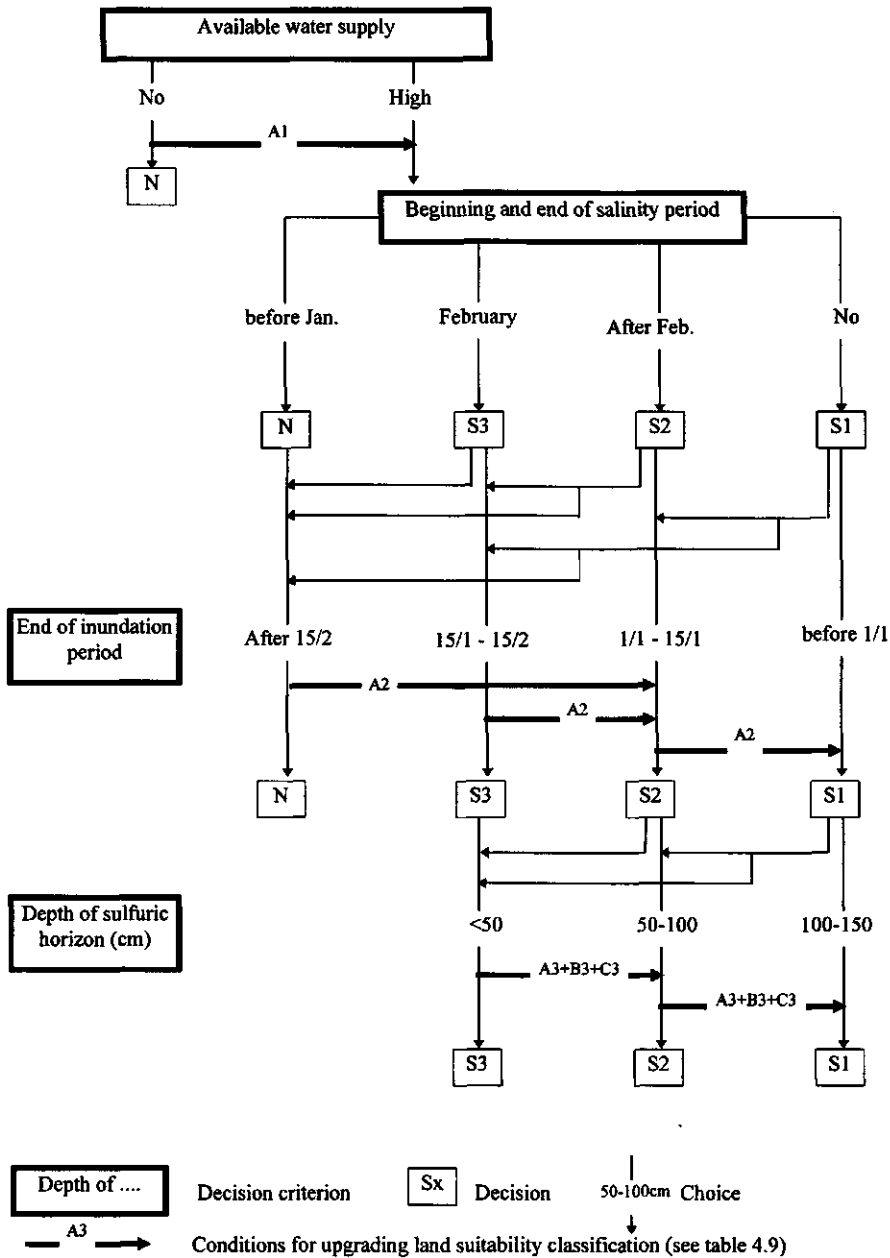 Available water supply
No High
A1
N
Beginning and end of salinity period
before Jan. February After Feb. No
N S3 S2 S1
End of inundation
period
After 15/2 15/1 - 15/2 1/1 - 15/1 before 1/1
A2
A2
A2
N S3 S2 S1
Depth of sulfuric
horizon (cm)
<50 50-100 100-150
A3+B3+C3
A3+B3+C3
S3 S2 S1
Depth of .... Decision criterion Sx Decision 50-100cm Choice
A3 Conditions for upgrading land suitability classification (see table 4.9)